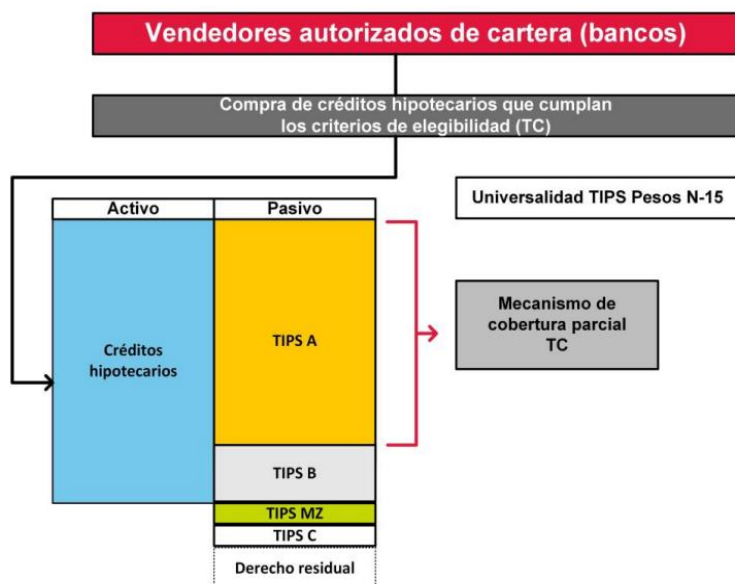 Vendedores autorizados de cartera (bancos)
Compra de créditos hipotecarios que cumplan
los criterios de elegibilidad (TC)
Universalidad TIPS Pesos N-15
Activo
Pasivo
Créditos
hipotecarios
TIPS A
Mecanismo de
cobertura parcial
TC
TIPS B
TIPS MZ
TIPS C
Derecho residual